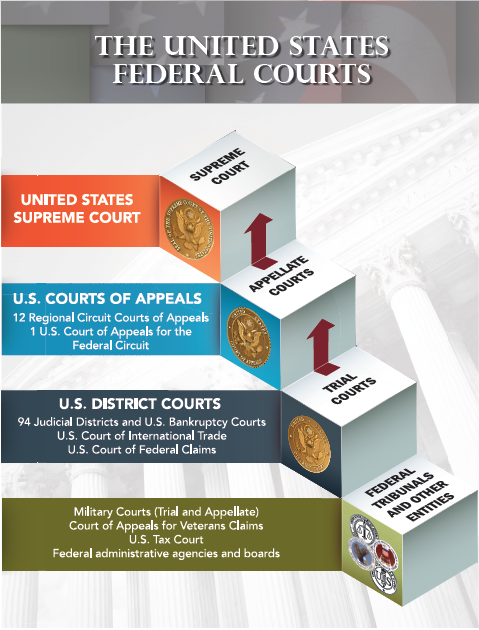 THE UNITED STATES
FEDERAL COURTS
SUPREME
COURT
UNITED STATES
SUPREME COURT
APPELLATE
COURTS
U.S. COURTS OF APPEALS
12 Regional Circuit Courts of Appeals
1 U.S. Court of Appeals for the
Federal Circuit
TRIAL
COURTS
U.S. DISTRICT COURTS
94 Judicial Districts and U.S. Bankruptcy Courts
U.S. Court of International Trade
U.S. Court of Federal Claims
FEDERAL
TRIBUNALS
AND OTHER
ENTITIES
Military Courts (Trial and Appellate)
Court of Appeals for Veterans Claims
U.S. Tax Court
Federal administrative agencies and boards